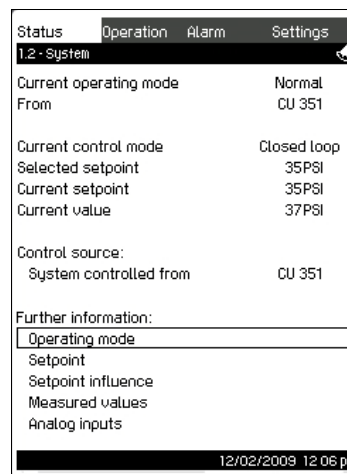 Status Operation Alarm Settings
1.2 - System
Current operating mode Normal
From CU 351
Current control mode Closed loop
Selected setpoint 35PSI
Current setpoint 35PSI
Current value 37PSI
Control source:
System controlled from CU 351
Further information:
Operating mode
Setpoint
Setpoint influence
Measured values
Analog inputs
12/02/2009 12:06 p